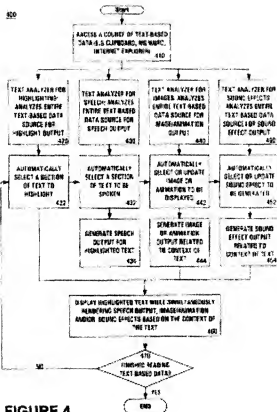 400
Start
ACCESS A SOURCE OF TEXT-BASED
DATA (E.G. CLIPBOARD, MS WORD,
INTERNET EXPLORER)
410
TEXT ANALYZER FOR
HIGHLIGHTING
ANALYZES ENTIRE
TEXT-BASED DATA
SOURCE FOR
HIGHLIGHT OUTPUT
420
TEXT ANALYZER FOR
SPEECH ANALYZES
ENTIRE TEXT-BASED
DATA SOURCE FOR
SPEECH OUTPUT
430
TEXT ANALYZER FOR
IMAGES ANALYZES
ENTIRE TEXT-BASED
DATA SOURCE FOR
IMAGE/ANIMATION
OUTPUT
440
TEXT ANALYZER FOR
SOUND EFFECTS
ANALYZES ENTIRE
TEXT BASED DATA
SOURCE FOR SOUND
EFFECT OUTPUT
450
AUTOMATICALLY
SELECT A SECTION
OF TEXT TO
HIGHLIGHT
422
AUTOMATICALLY
SELECT A SECTION
OF TEXT TO BE
SPOKEN
432
AUTOMATICALLY
SELECT OR UPDATE
IMAGE OR
ANIMATION TO BE
DISPLAYED
442
AUTOMATICALLY
SELECT OR UPDATE
SOUND EFFECT TO
BE GENERATED
452
GENERATE SPEECH
OUTPUT FOR
HIGHLIGHTED TEXT
GENERATE IMAGE
OR ANIMATION
OUTPUT RELATED
TO CONTEXT OF
TEXT
444
GENERATE SOUND
EFFECT OUTPUT
RELATED TO
CONTEXT OF TEXT
454
DISPLAY HIGHLIGHTED TEXT WHILE SIMULTANEOUSLY
RENDERING SPEECH OUTPUT, IMAGE/ANIMATION
AND/OR SOUND EFFECTS BASED ON THE CONTENT OF
THE TEXT
460
470
FINISHED READING
TEXT-BASED DATA?
NO
YES
END
FIGURE 4